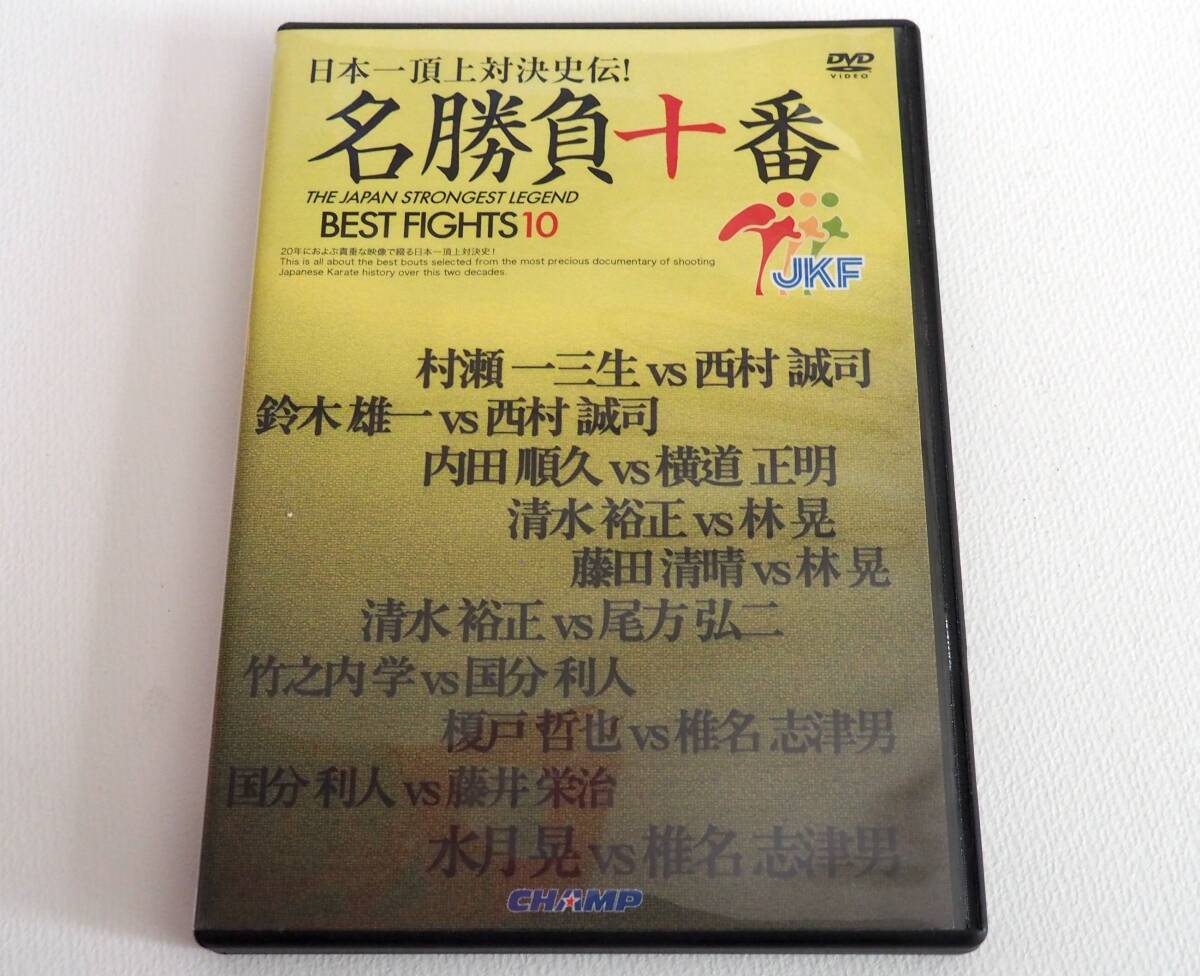 日本一頂上対決史伝!
DVD
VIDEO
名勝負十番
THE JAPAN STRONGEST LEGEND
BEST FIGHTS 10
JKF
20年におよぶ貴重な映像で綴る日本一頂上対決史!
This is all about the best bouts selected from the most precious documentary of shooting
Japanese Karate history over this two decades.
村瀬 一三生 vs 西村 誠司
鈴木 雄一 vs 西村 誠司
内田 順久 vs 横道 正明
清水 裕正 vs 林 晃
藤田 清晴 vs 林 晃
清水 裕正 vs 尾方 弘二
竹之内 学 vs 国分 利人
榎戸 哲也 vs 椎名 志津男
国分 利人 vs 藤井 栄治
水月 晃 vs 椎名 志津男
CHAMP